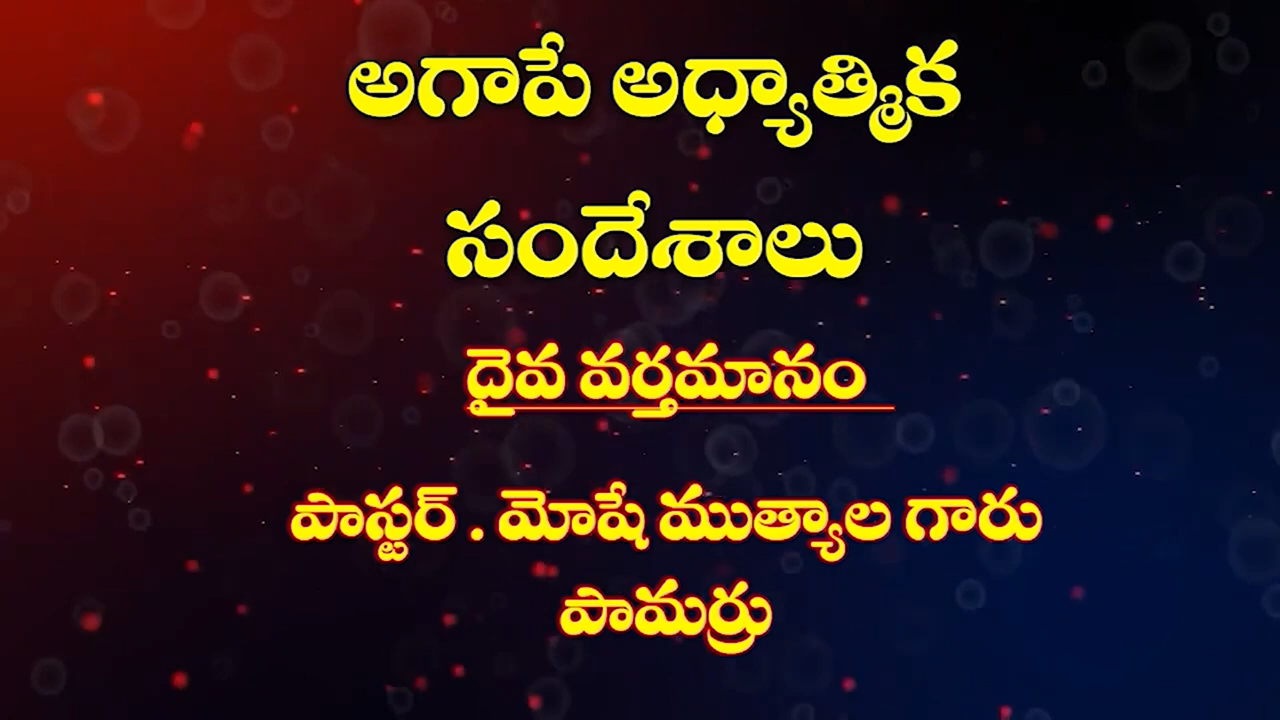 అగాపే అధ్యాత్మిక
సందేశాలు
దైవ వర్తమానం
పాస్టర్ . మోషే ముత్యాల గారు
పామర్రు